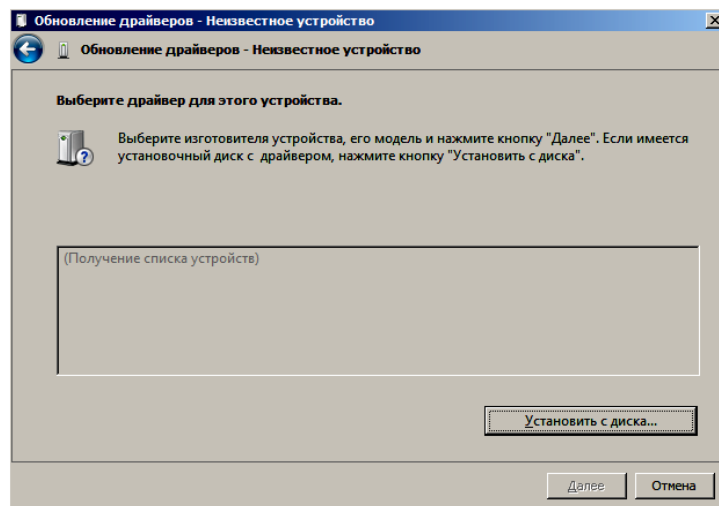 Обновление драйверов - Неизвестное устройство
Обновление драйверов - Неизвестное устройство
Выберите драйвер для этого устройства.
Выберите изготовителя устройства, его модель и нажмите кнопку "Далее". Если имеется
установочный диск с драйвером, нажмите кнопку "Установить с диска".
(Получение списка устройств)
Установить с диска...
Далее
Отмена